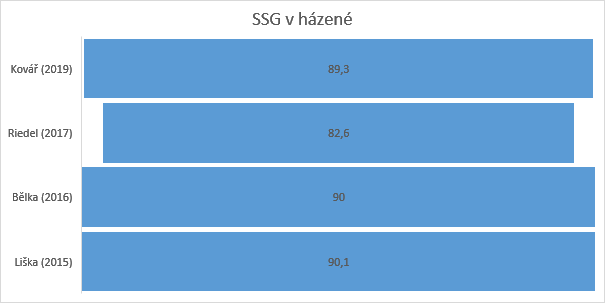 SSG v házené
Kovář (2019)
89,3
Riedel (2017)
82,6
Bělka (2016)
90
Liška (2015)
90,1